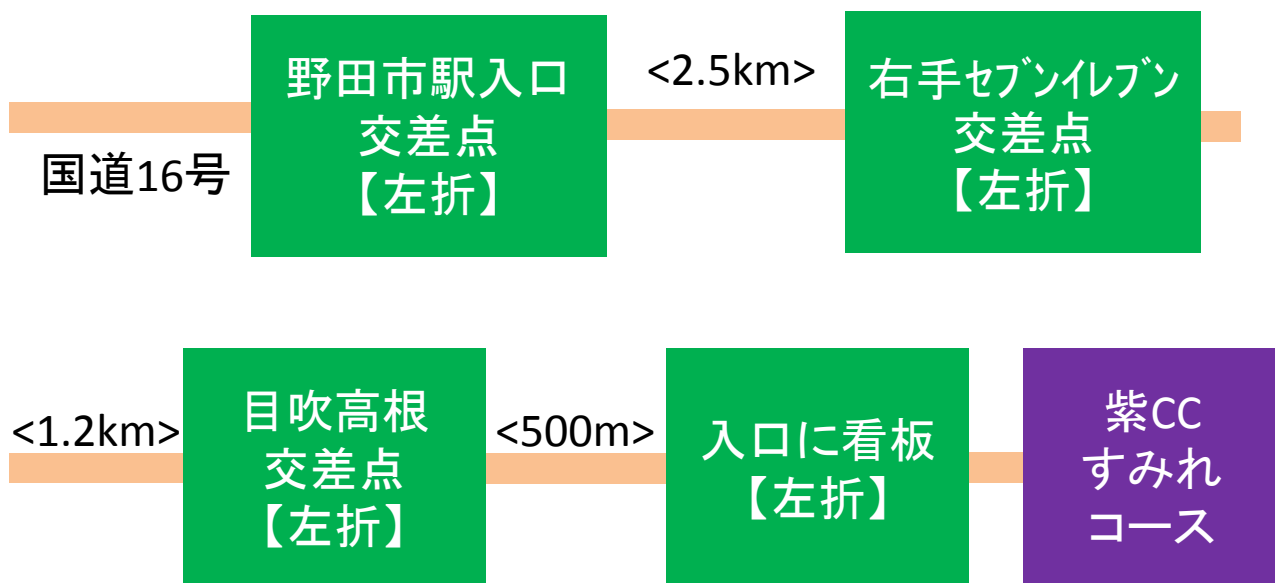 国道16号
野田市駅入口
交差点
【左折】
<2.5km>
右手ｾﾌﾞﾝｲﾚﾌﾞﾝ
交差点
【左折】
<1.2km>
目吹高根
交差点
【左折】
<500m>
入口に看板
【左折】
紫CC
すみれ
コース